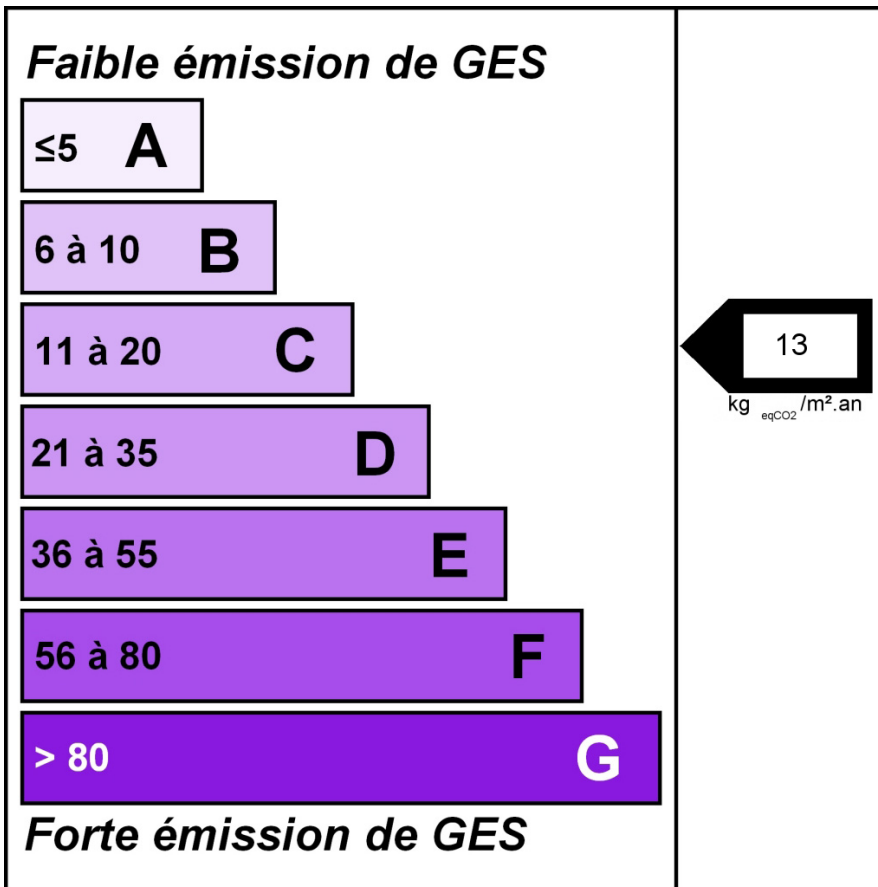 Faible émission de GES
≤5 A
6 à 10 B
11 à 20 C
13
kg eqCO2 /m².an
21 à 35 D
36 à 55 E
56 à 80 F
> 80 G
Forte émission de GES